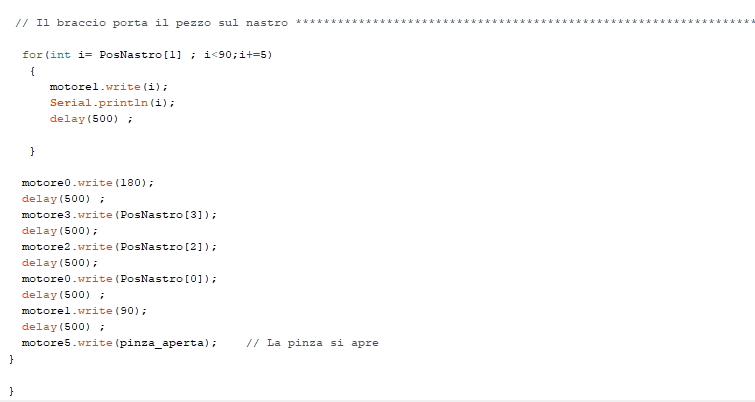 // Il braccio porta il pezzo sul nastro ******************************************************************
for(int i= PosNastro[1] ; i<90;i+=5)
{
motore1.write(i);
Serial.println(i);
delay(500) ;
}
motore0.write(180);
delay(500) ;
motore3.write(PosNastro[3]);
delay(500);
motore2.write(PosNastro[2]);
delay(500);
motore0.write(PosNastro[0]);
delay(500) ;
motore1.write(90);
delay(500) ;
motore5.write(pinza_aperta);    // La pinza si apre
}
}